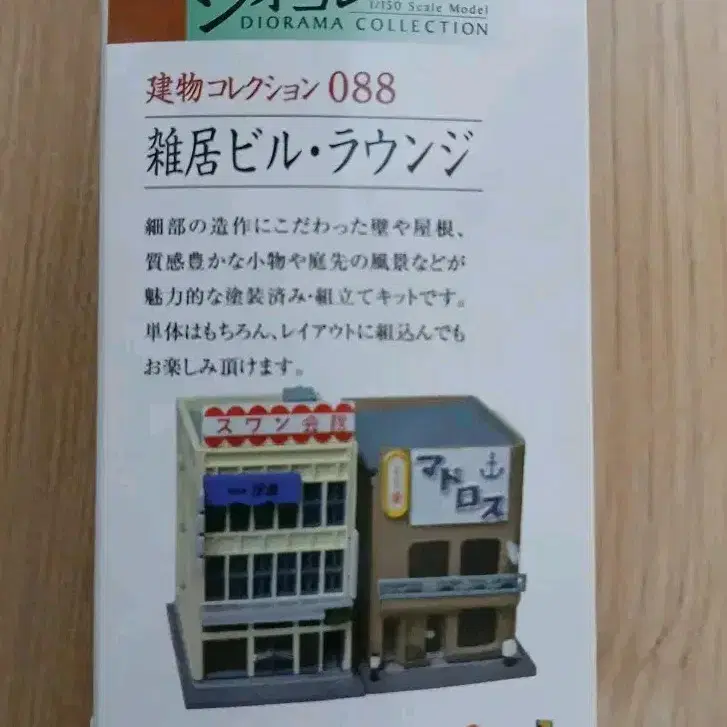 ジオコレ
1/150 Scale Model
DIORAMA COLLECTION
建物コレクション 088
雑居ビル・ラウンジ
細部の造作にこだわった壁や屋根、
質感豊かな小物や庭先の風景などが
魅力的な塗装済み・組立てキットです。
単体はもちろん、レイアウトに組込んでも
お楽しみ頂けます。
スワン会館
マドロス